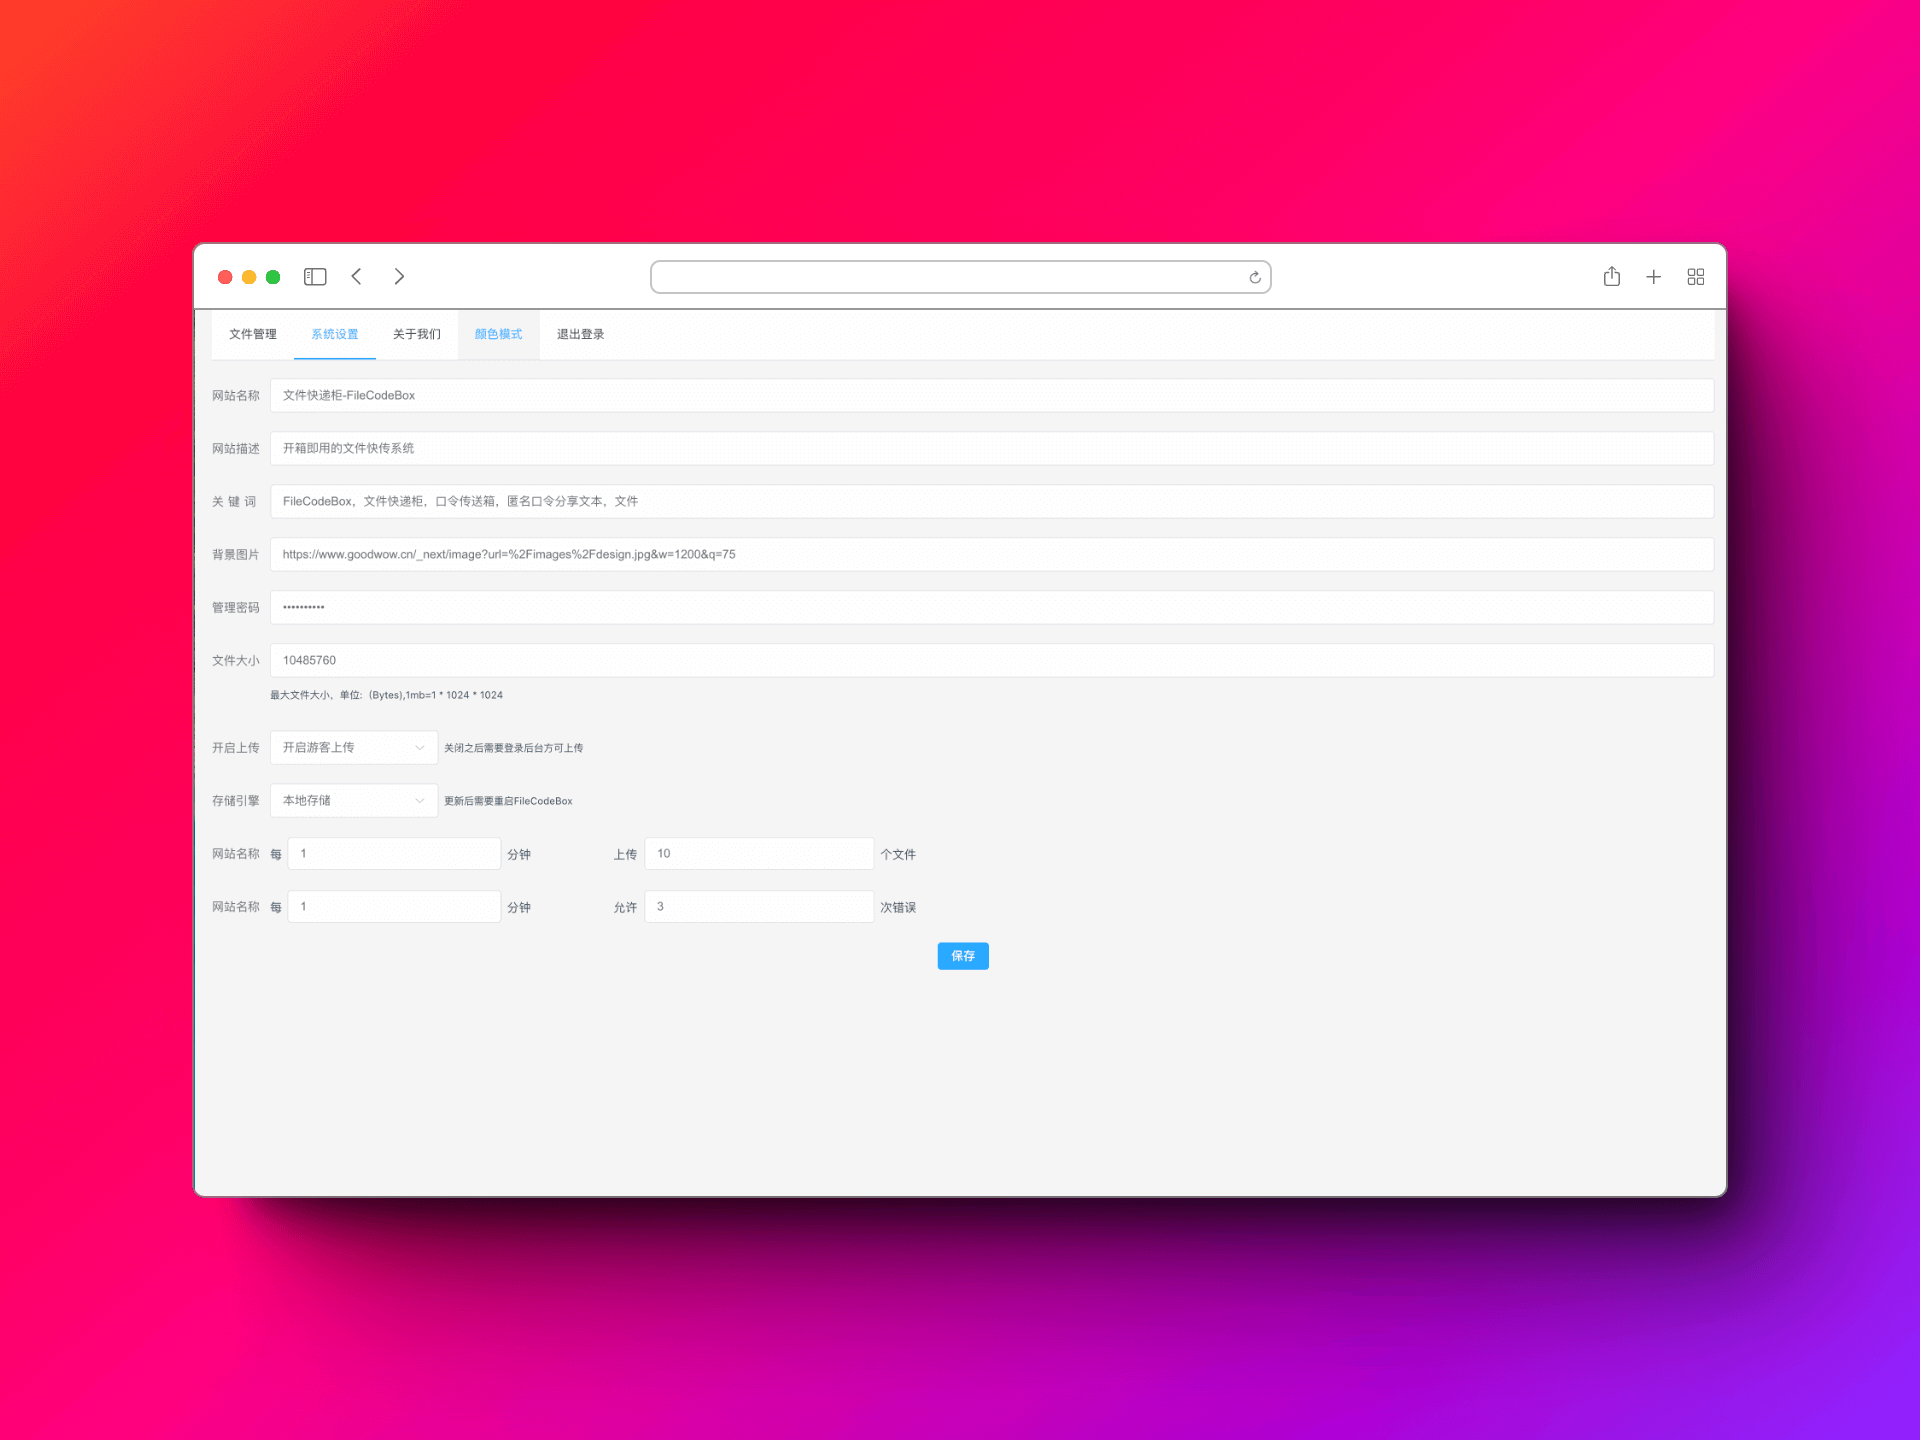 文件管理 系统设置 关于我们 颜色模式 退出登录
网站名称 文件快递柜-FileCodeBox
网站描述 开箱即用的文件快传系统
关 键 词 FileCodeBox，文件快递柜，口令传送箱，匿名口令分享文本，文件
背景图片 https://www.goodwow.cn/_next/image?url=%2Fimages%2Fdesign.jpg&w=1200&q=75
管理密码 ••••••••••
文件大小 10485760
最大文件大小，单位:（Bytes),1mb=1 * 1024 * 1024
开启上传 开启游客上传 关闭之后需要登录后台方可上传
存储引擎 本地存储 更新后需要重启FileCodeBox
网站名称 每 1 分钟 上传 10 个文件
网站名称 每 1 分钟 允许 3 次错误
保存